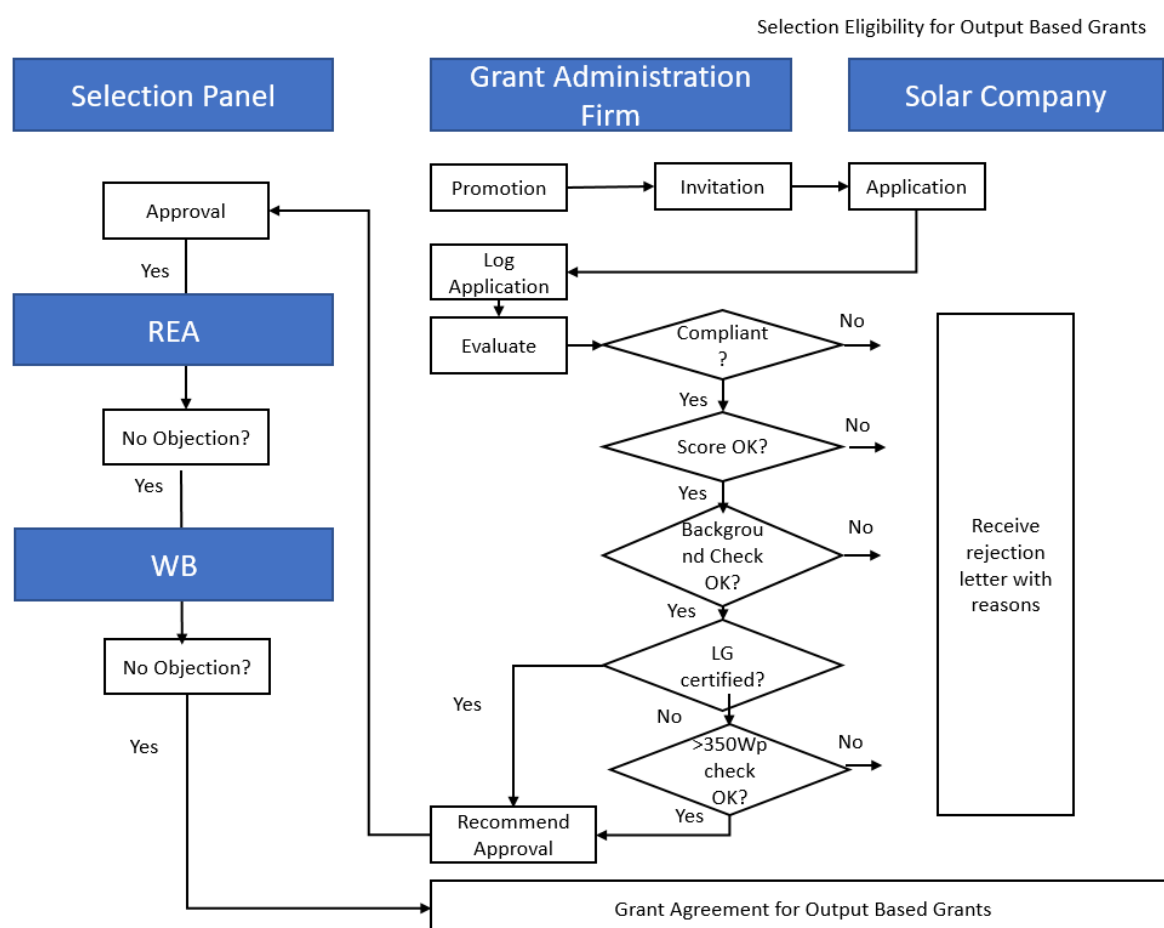 Selection Eligibility for Output Based Grants
Selection Panel
Grant Administration
Firm
Solar Company
Promotion
Invitation
Application
Approval
Yes
Log
Application
REA
Evaluate
Compliant
?
No
Yes
No Objection?
Score OK?
No
Yes
Yes
WB
Backgrou
nd Check
OK?
No
Receive
rejection
letter with
reasons
Yes
No Objection?
LG
certified?
Yes
No
Yes
>350Wp
check
OK?
No
Yes
Recommend
Approval
Grant Agreement for Output Based Grants